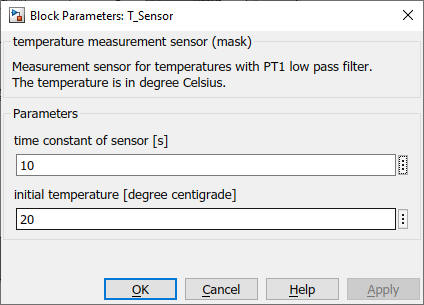 Block Parameters: T_Sensor
temperature measurement sensor (mask)
Measurement sensor for temperatures with PT1 low pass filter.
The temperature is in degree Celsius.
Parameters
time constant of sensor [s]
10
initial temperature [degree centigrade]
20
OK Cancel Help Apply